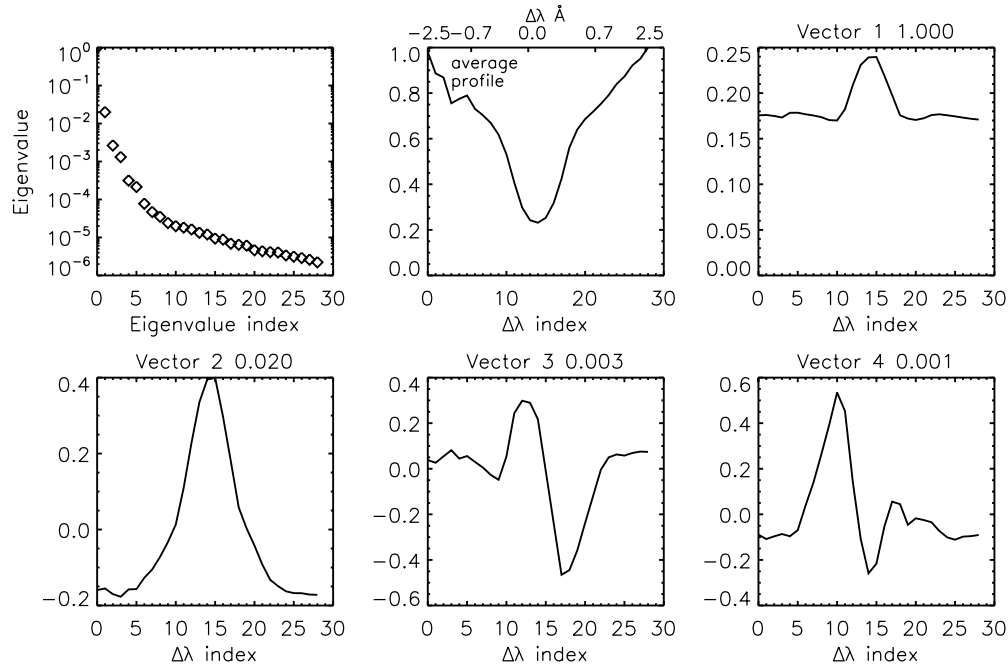 Δλ Å
−2.5−0.7 0.0 0.7 2.5
Vector 1 1.000
10⁰
10⁻¹
10⁻²
10⁻³
10⁻⁴
10⁻⁵
10⁻⁶
Eigenvalue
0 5 10 15 20 25 30
Eigenvalue index
1.0
0.8
0.6
0.4
0.2
0.0
average
profile
0 10 20 30
Δλ index
0.25
0.20
0.15
0.10
0.05
0.00
0 5 10 15 20 25 30
Δλ index
Vector 2 0.020
0.4
0.2
0.0
−0.2
0 5 10 15 20 25 30
Δλ index
Vector 3 0.003
0.4
0.2
0.0
−0.2
−0.4
−0.6
0 5 10 15 20 25 30
Δλ index
Vector 4 0.001
0.6
0.4
0.2
0.0
−0.2
−0.4
0 5 10 15 20 25 30
Δλ index